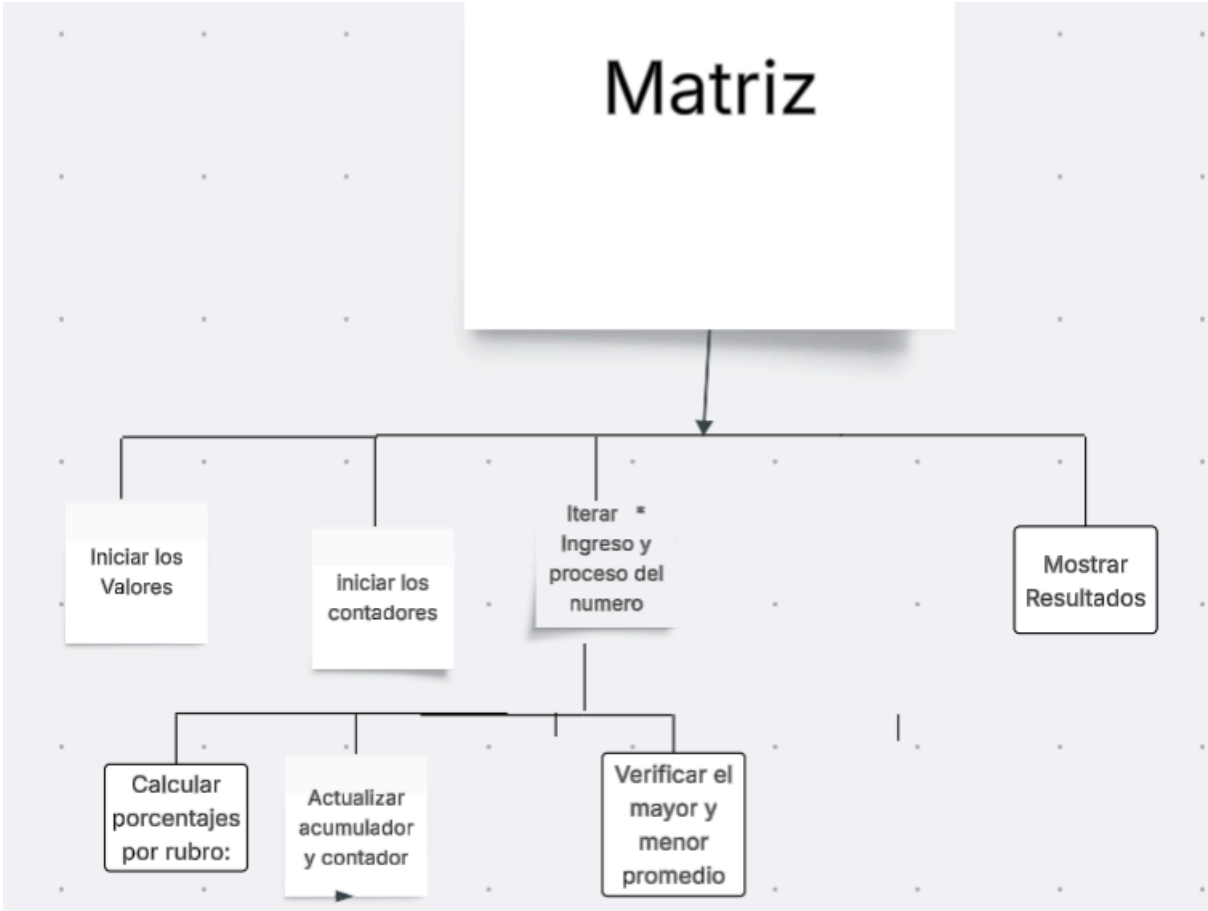 Matriz
Iniciar los
Valores
iniciar los
contadores
Iterar *
Ingreso y
proceso del
numero
Mostrar
Resultados
Calcular
porcentajes
por rubro:
Actualizar
acumulador
y contador
Verificar el
mayor y
menor
promedio